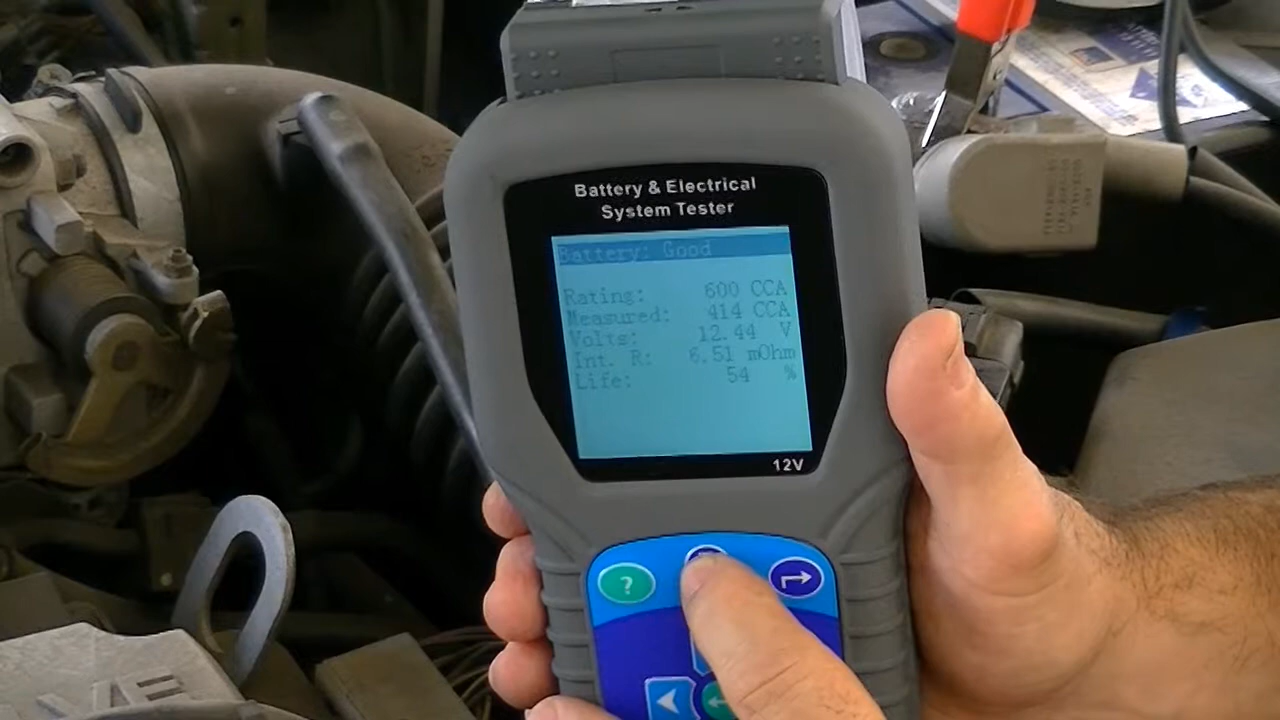 Battery & Electrical
System Tester
Battery: Good
Rating: 600 CCA
Measured: 414 CCA
Volts: 12.44 V
Int. R: 6.51 mOhm
Life: 54 %
12V
?